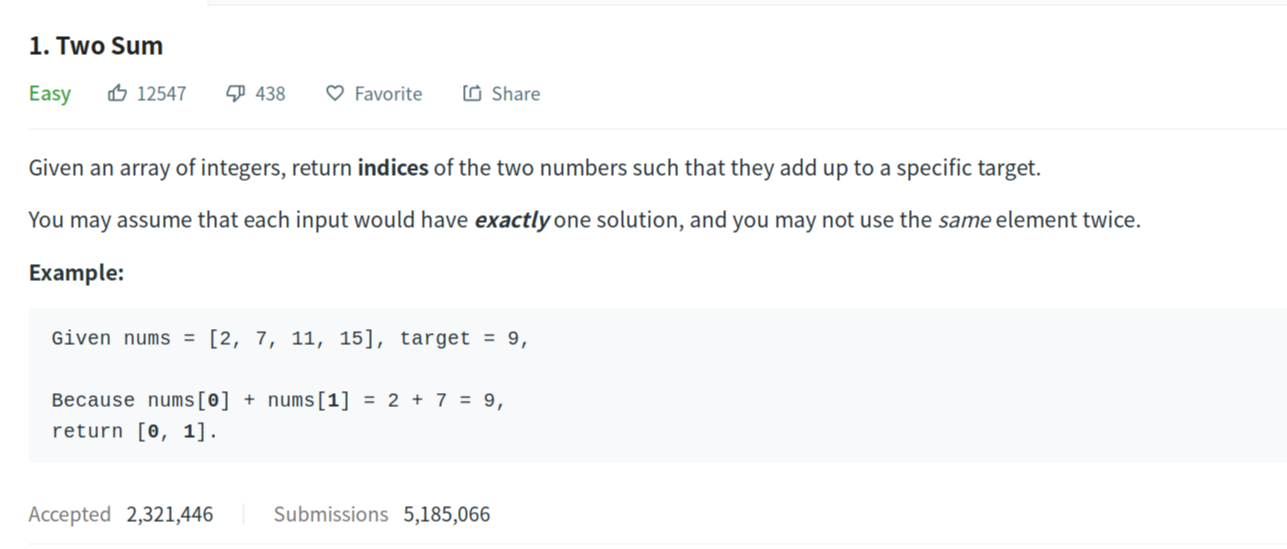 1. Two Sum
Easy 12547 438 Favorite Share
Given an array of integers, return indices of the two numbers such that they add up to a specific target.
You may assume that each input would have exactly one solution, and you may not use the same element twice.
Example:
Given nums = [2, 7, 11, 15], target = 9,
Because nums[0] + nums[1] = 2 + 7 = 9,
return [0, 1].
Accepted 2,321,446 Submissions 5,185,066